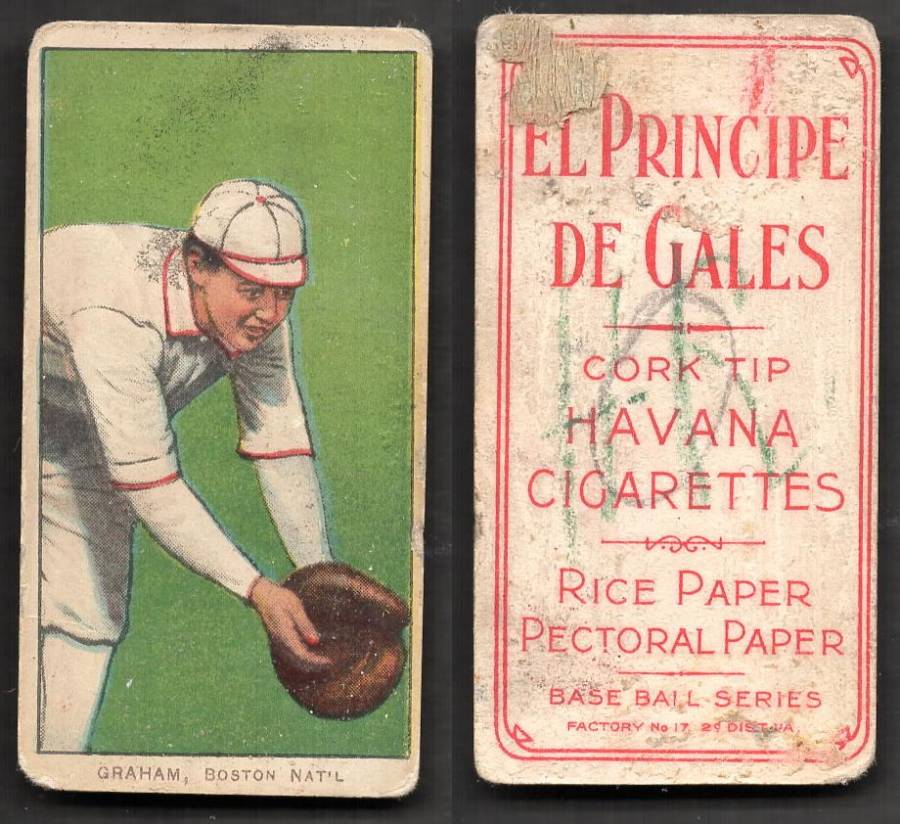 GRAHAM, BOSTON NAT'L
EL PRINCIPE
DE GALES
CORK TIP
HAVANA
CIGARETTES
RICE PAPER
PECTORAL PAPER
BASE BALL SERIES
FACTORY No 17. 2D DIST. VA.